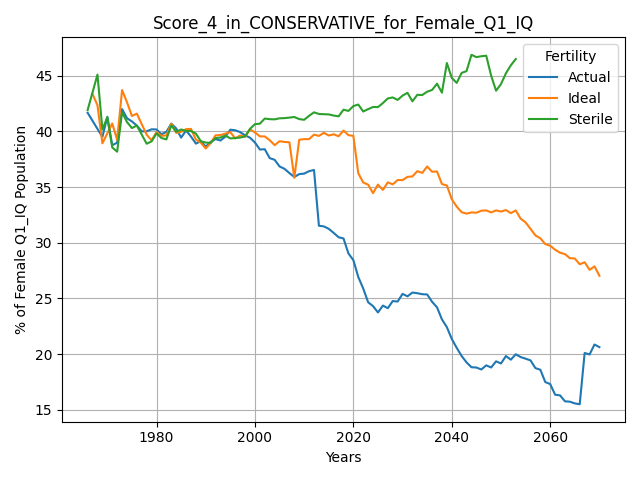 Score_4_in_CONSERVATIVE_for_Female_Q1_IQ
% of Female Q1_IQ Population
45
40
35
30
25
20
15
Fertility
Actual
Ideal
Sterile
1980 2000 2020 2040 2060
Years